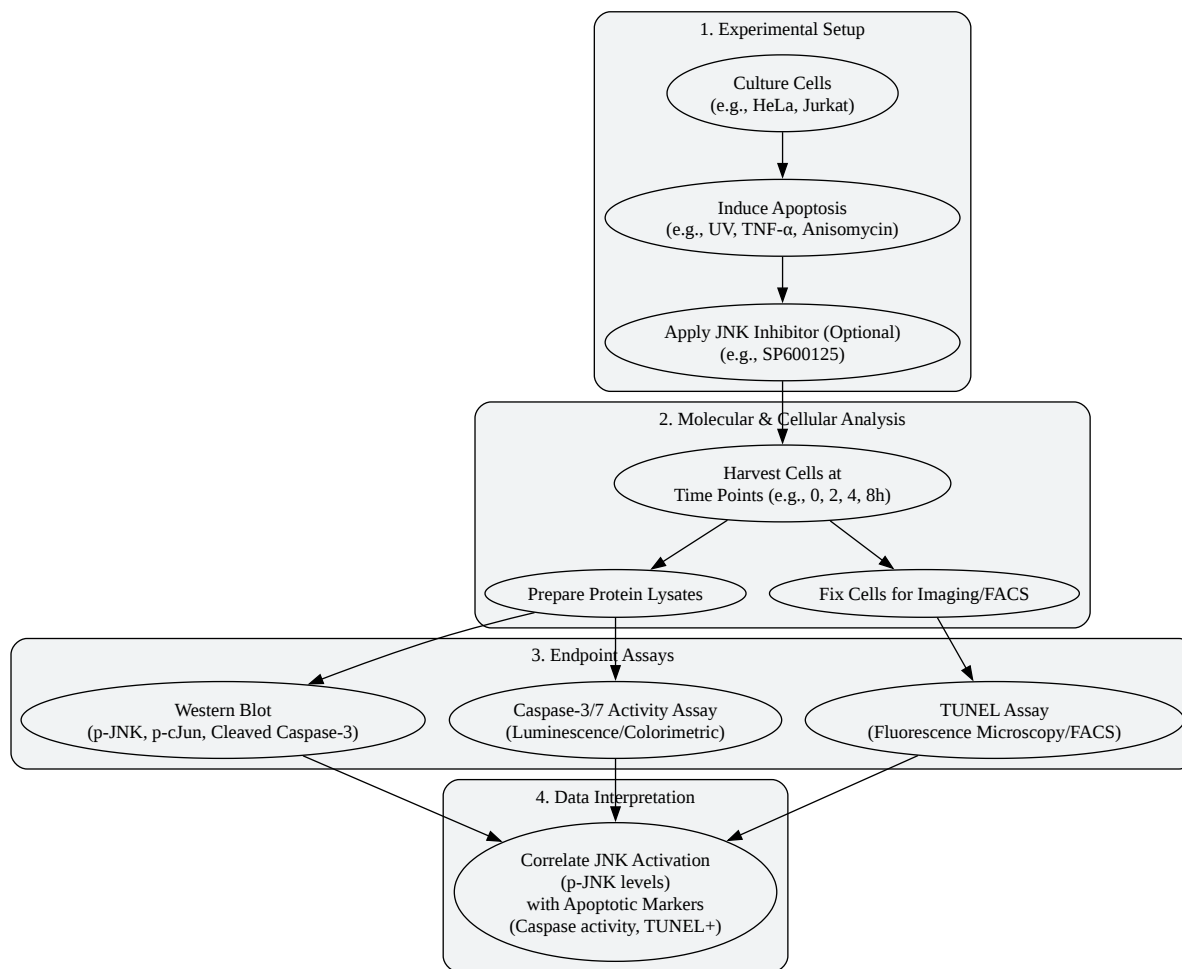 1. Experimental Setup
Culture Cells
(e.g., HeLa, Jurkat)
Induce Apoptosis
(e.g., UV, TNF-α, Anisomycin)
Apply JNK Inhibitor (Optional)
(e.g., SP600125)
2. Molecular & Cellular Analysis
Harvest Cells at
Time Points (e.g., 0, 2, 4, 8h)
Prepare Protein Lysates
Fix Cells for Imaging/FACS
3. Endpoint Assays
Western Blot
(p-JNK, p-cJun, Cleaved Caspase-3)
Caspase-3/7 Activity Assay
(Luminescence/Colorimetric)
TUNEL Assay
(Fluorescence Microscopy/FACS)
4. Data Interpretation
Correlate JNK Activation
(p-JNK levels)
with Apoptotic Markers
(Caspase activity, TUNEL+)